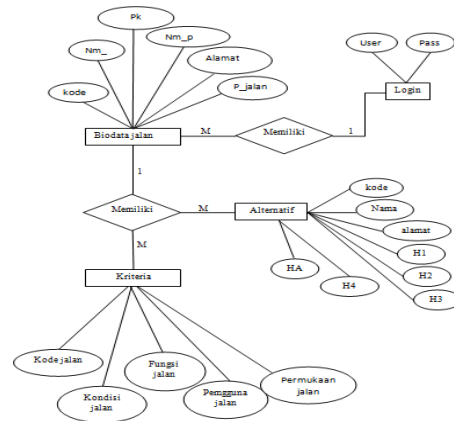 Pk
Nm_
Nm_p
Alamat
kode
P_jalan
User
Pass
Login
Biodata jalan
M
Memiliki
1
1
Memiliki
M
Alternatif
kode
Nama
alamat
H1
H2
H3
H4
HA
M
Kriteria
Kode jalan
Kondisi
jalan
Fungsi
jalan
Pemgguna
jalan
Permukaan
jalan